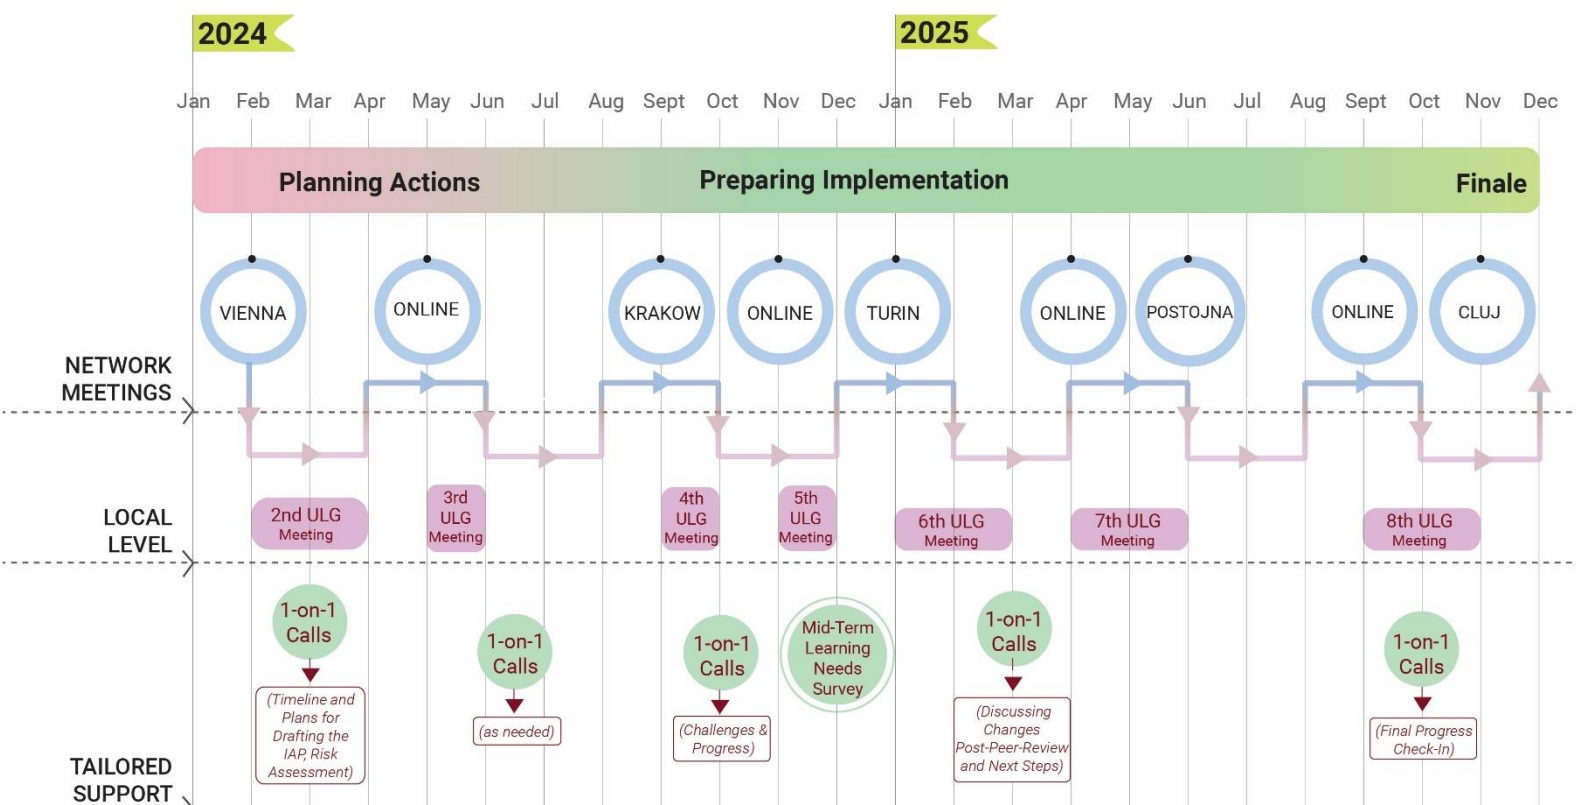 2024
2025
Jan Feb Mar Apr May Jun Jul Aug Sept Oct Nov Dec Jan Feb Mar Apr May Jun Jul Aug Sept Oct Nov Dec
Planning Actions
Preparing Implementation
Finale
VIENNA
ONLINE
KRAKOW
ONLINE
TURIN
ONLINE
POSTOJNA
ONLINE
CLUJ
NETWORK
MEETINGS
LOCAL
LEVEL
2nd ULG
Meeting
3rd
ULG
Meeting
4th
ULG
Meeting
5th
ULG
Meeting
6th ULG
Meeting
7th ULG
Meeting
8th ULG
Meeting
1-on-1
Calls
(Timeline and
Plans for
Drafting the
IAP, Risk
Assessment)
1-on-1
Calls
(as needed)
1-on-1
Calls
(Challenges &
Progress)
Mid-Term
Learning
Needs
Survey
1-on-1
Calls
(Discussing
Changes
Post-Peer-Review
and Next Steps)
1-on-1
Calls
(Final Progress
Check-In)
TAILORED
SUPPORT